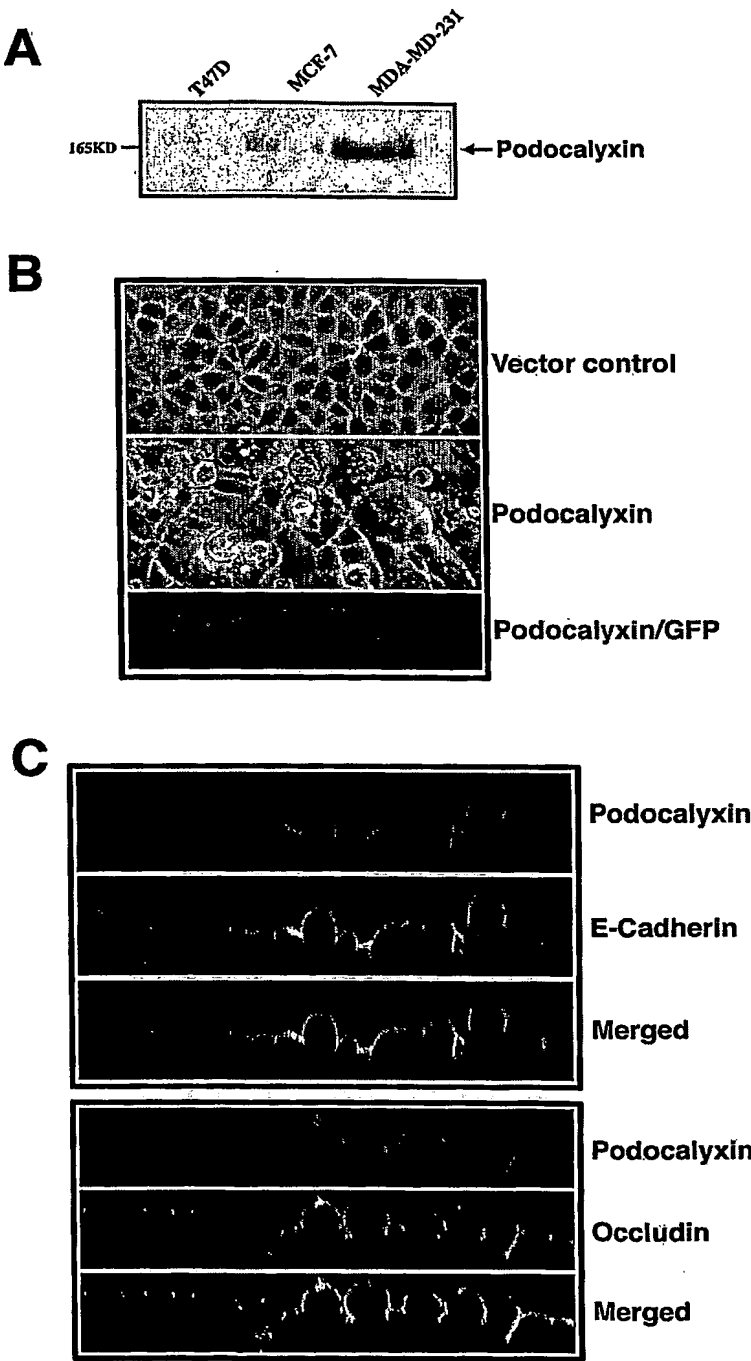 A
T47D MCF-7 MDA-MD-231
165KD Podocalyxin
B
Vector control
Podocalyxin
Podocalyxin/GFP
C
Podocalyxin
E-Cadherin
Merged
Podocalyxin
Occludin
Merged